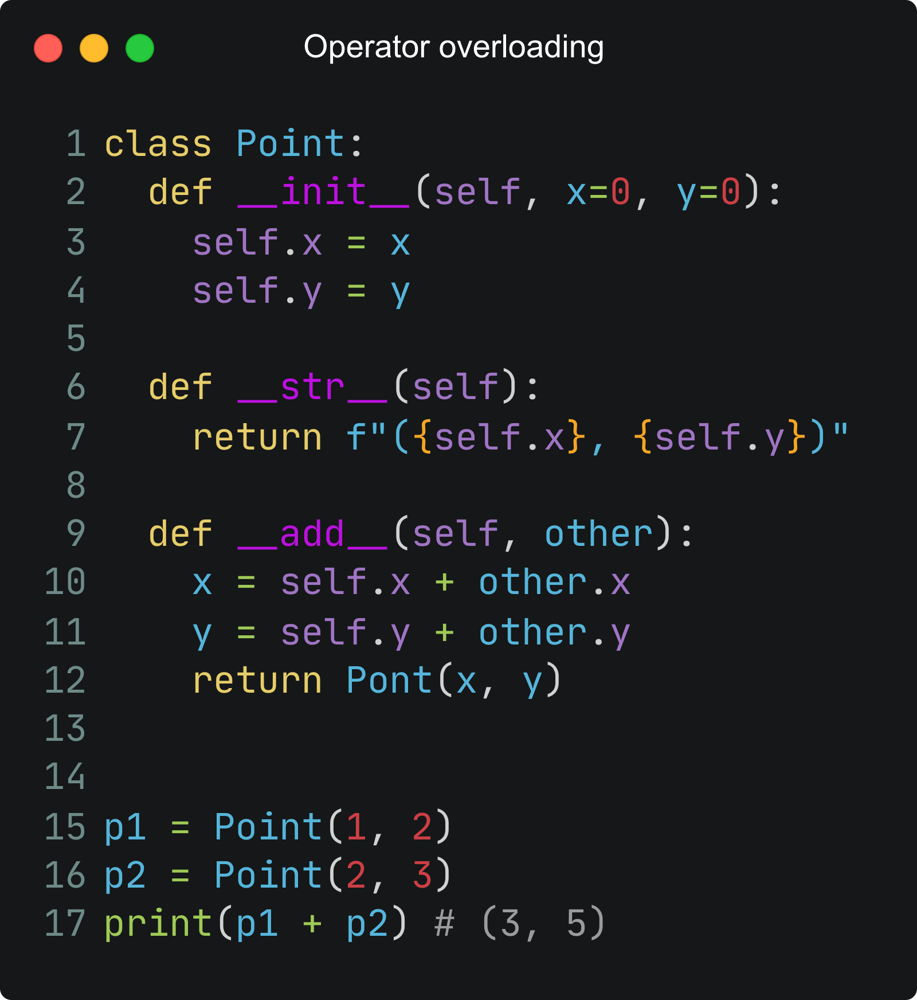 Operator overloading
1 class Point:
2   def __init__(self, x=0, y=0):
3     self.x = x
4     self.y = y
5
6   def __str__(self):
7     return f"({self.x}, {self.y})"
8
9   def __add__(self, other):
10     x = self.x + other.x
11     y = self.y + other.y
12     return Pont(x, y)
13
14
15 p1 = Point(1, 2)
16 p2 = Point(2, 3)
17 print(p1 + p2) # (3, 5)